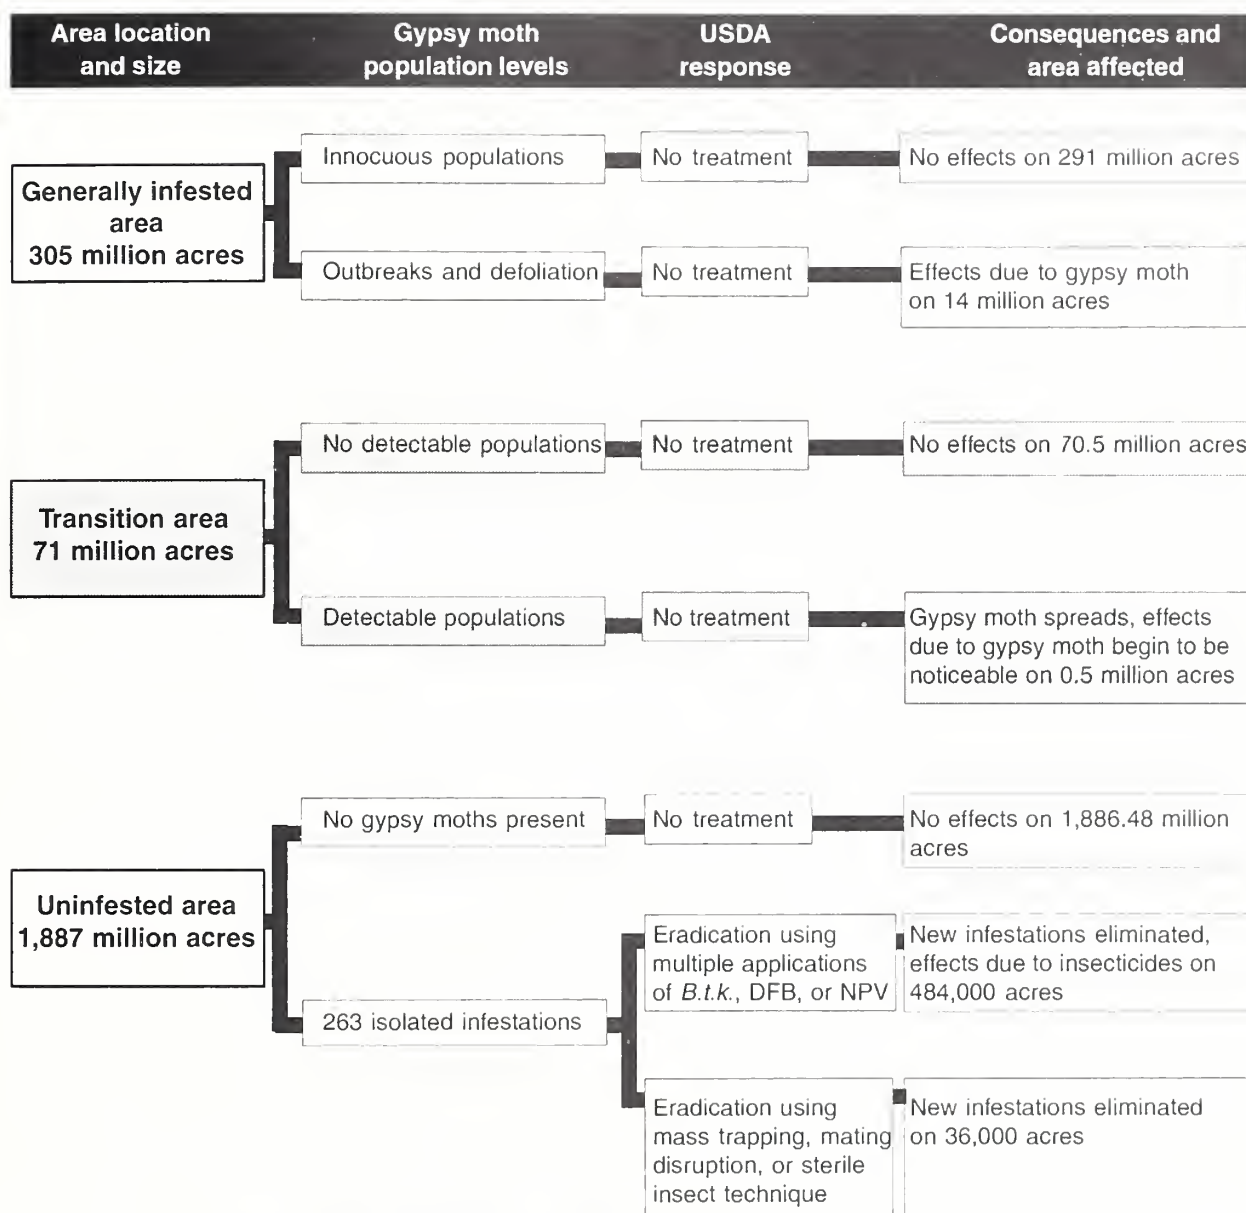 Area location
and size
Gypsy moth
population levels
USDA
response
Consequences and
area affected
Generally infested
area
305 million acres
Innocuous populations
No treatment
No effects on 291 million acres
Outbreaks and defoliation
No treatment
Effects due to gypsy moth
on 14 million acres
Transition area
71 million acres
No detectable populations
No treatment
No effects on 70.5 million acres
Detectable populations
No treatment
Gypsy moth spreads, effects
due to gypsy moth begin to be
noticeable on 0.5 million acres
Uninfested area
1,887 million acres
No gypsy moths present
No treatment
No effects on 1,886.48 million
acres
263 isolated infestations
Eradication using
multiple applications
of B.t.k., DFB, or NPV
New infestations eliminated,
effects due to insecticides on
484,000 acres
Eradication using
mass trapping, mating
disruption, or sterile
insect technique
New infestations eliminated
on 36,000 acres